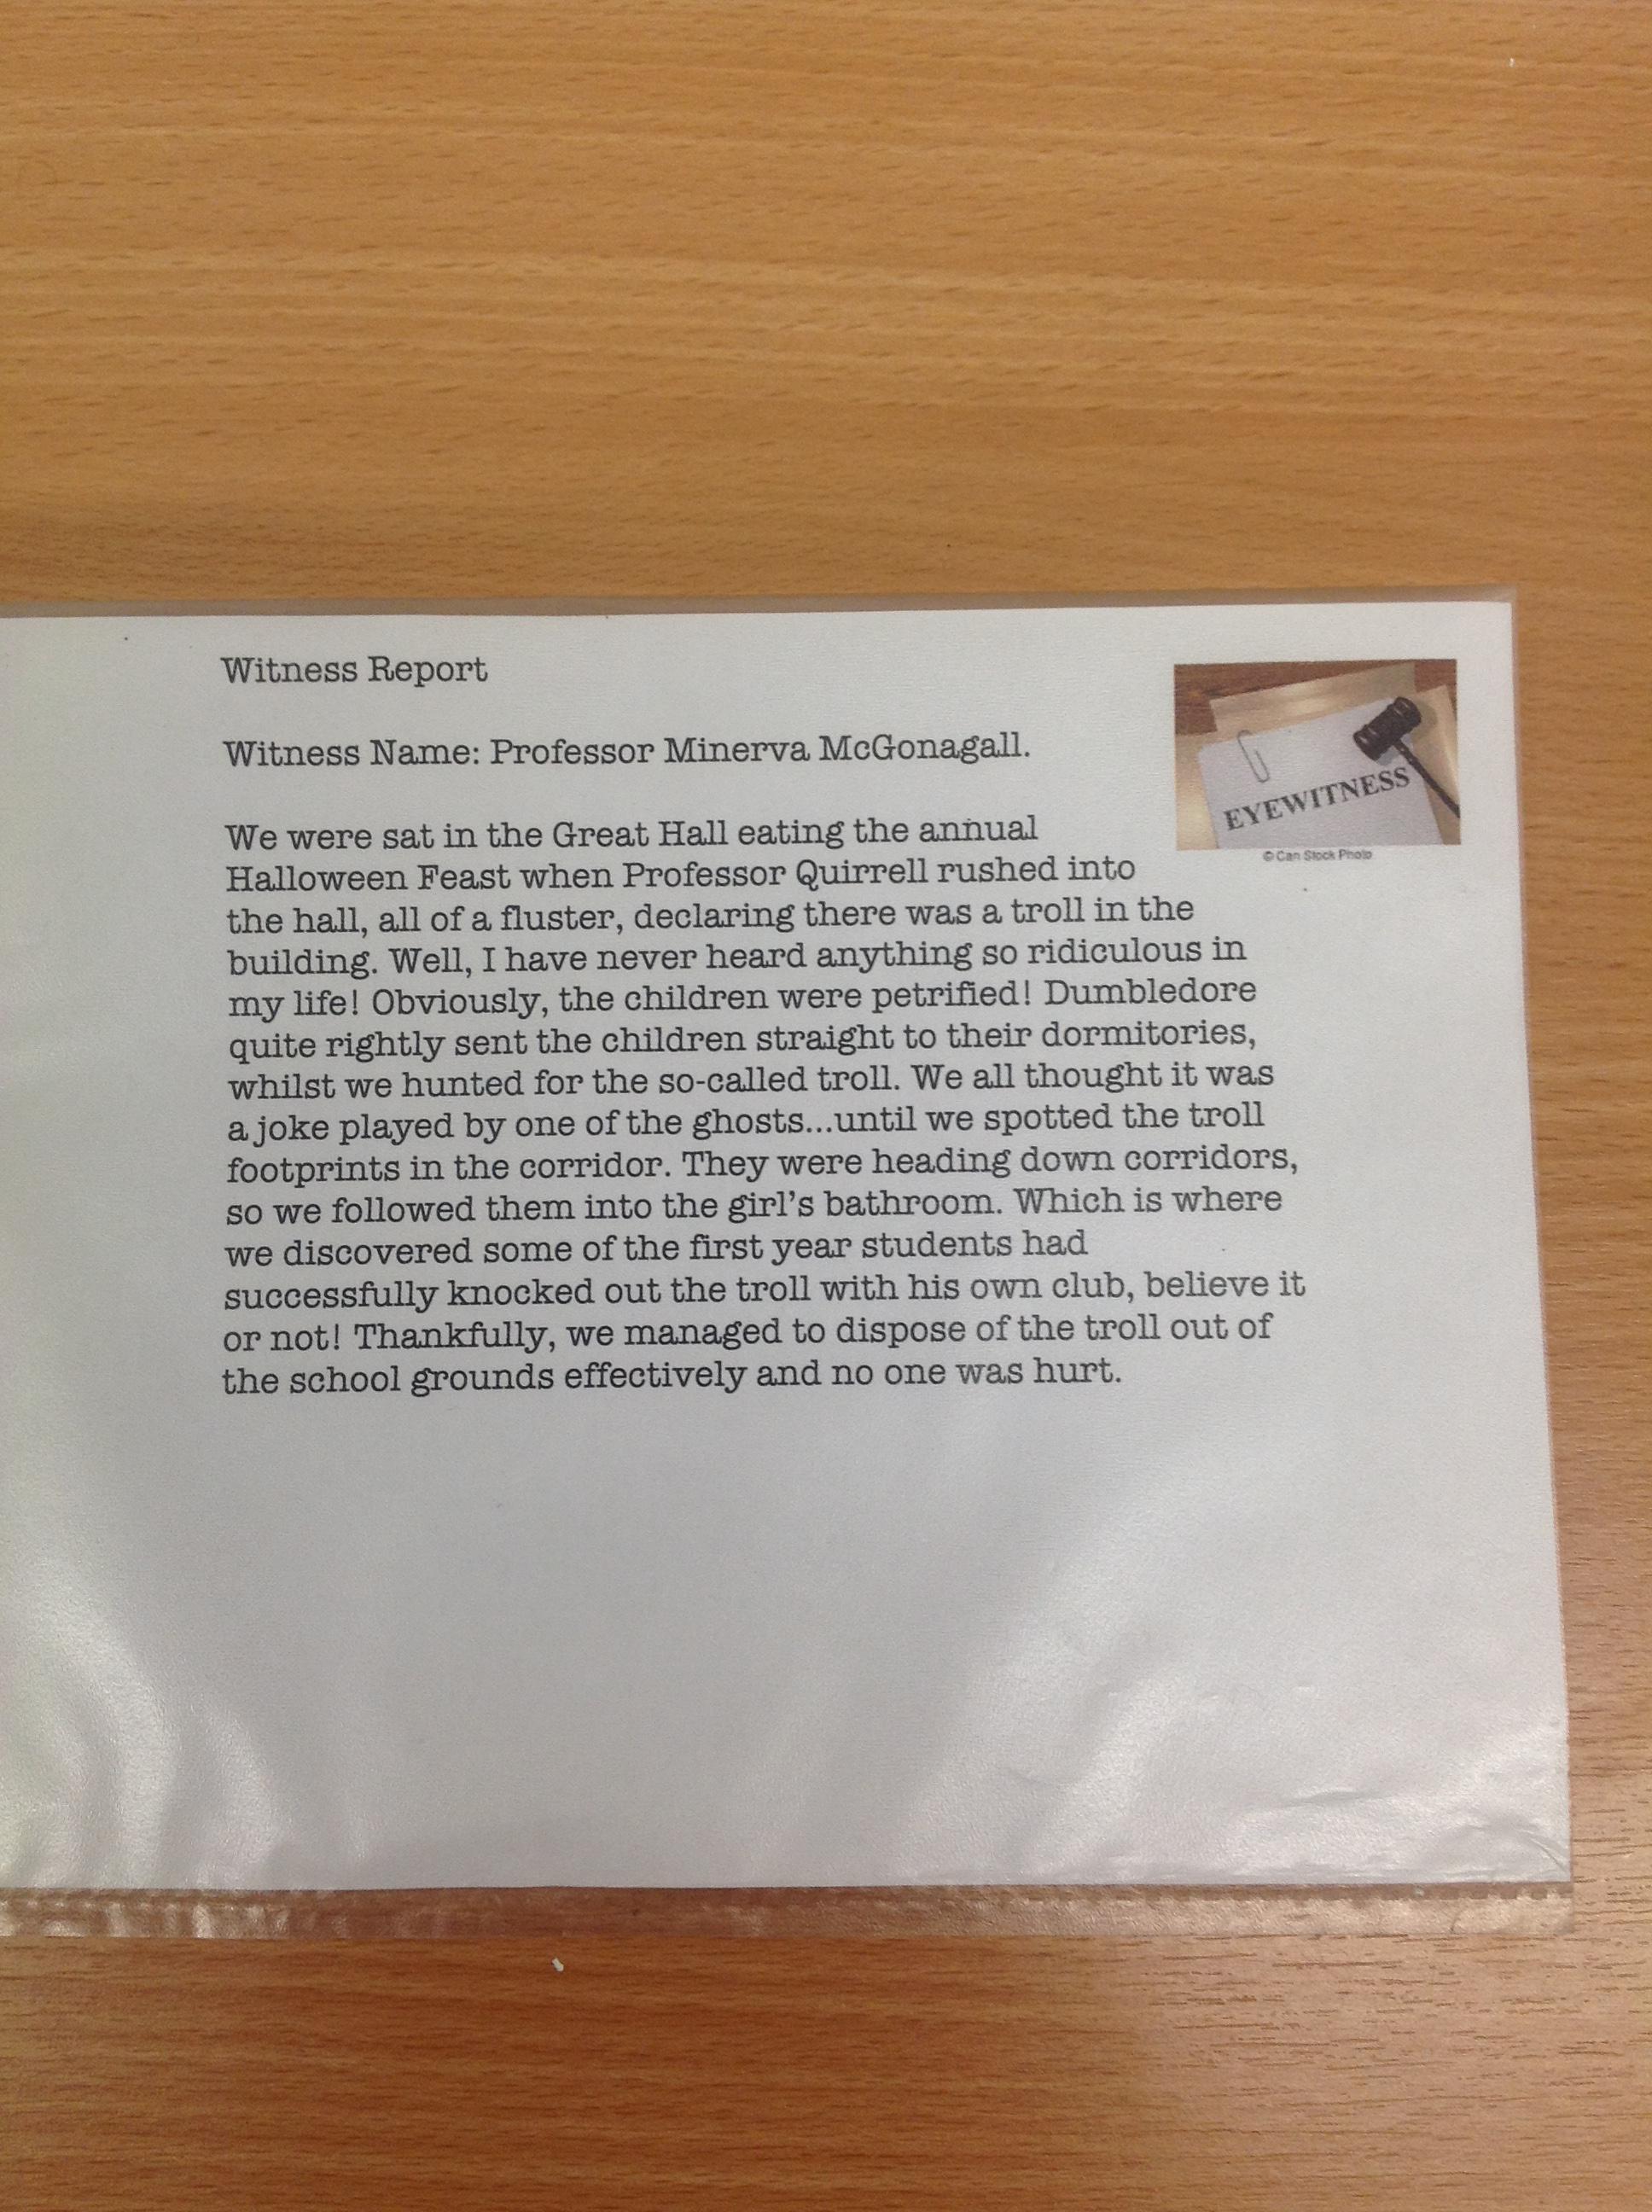 Witness Report
Witness Name: Professor Minerva McGonagall.
EYEWITNESS
© Can Stock Photo
We were sat in the Great Hall eating the annual
Halloween Feast when Professor Quirrell rushed into
the hall, all of a fluster, declaring there was a troll in the
building. Well, I have never heard anything so ridiculous in
my life! Obviously, the children were petrified! Dumbledore
quite rightly sent the children straight to their dormitories,
whilst we hunted for the so-called troll. We all thought it was
a joke played by one of the ghosts...until we spotted the troll
footprints in the corridor. They were heading down corridors,
so we followed them into the girl's bathroom. Which is where
we discovered some of the first year students had
successfully knocked out the troll with his own club, believe it
or not! Thankfully, we managed to dispose of the troll out of
the school grounds effectively and no one was hurt.